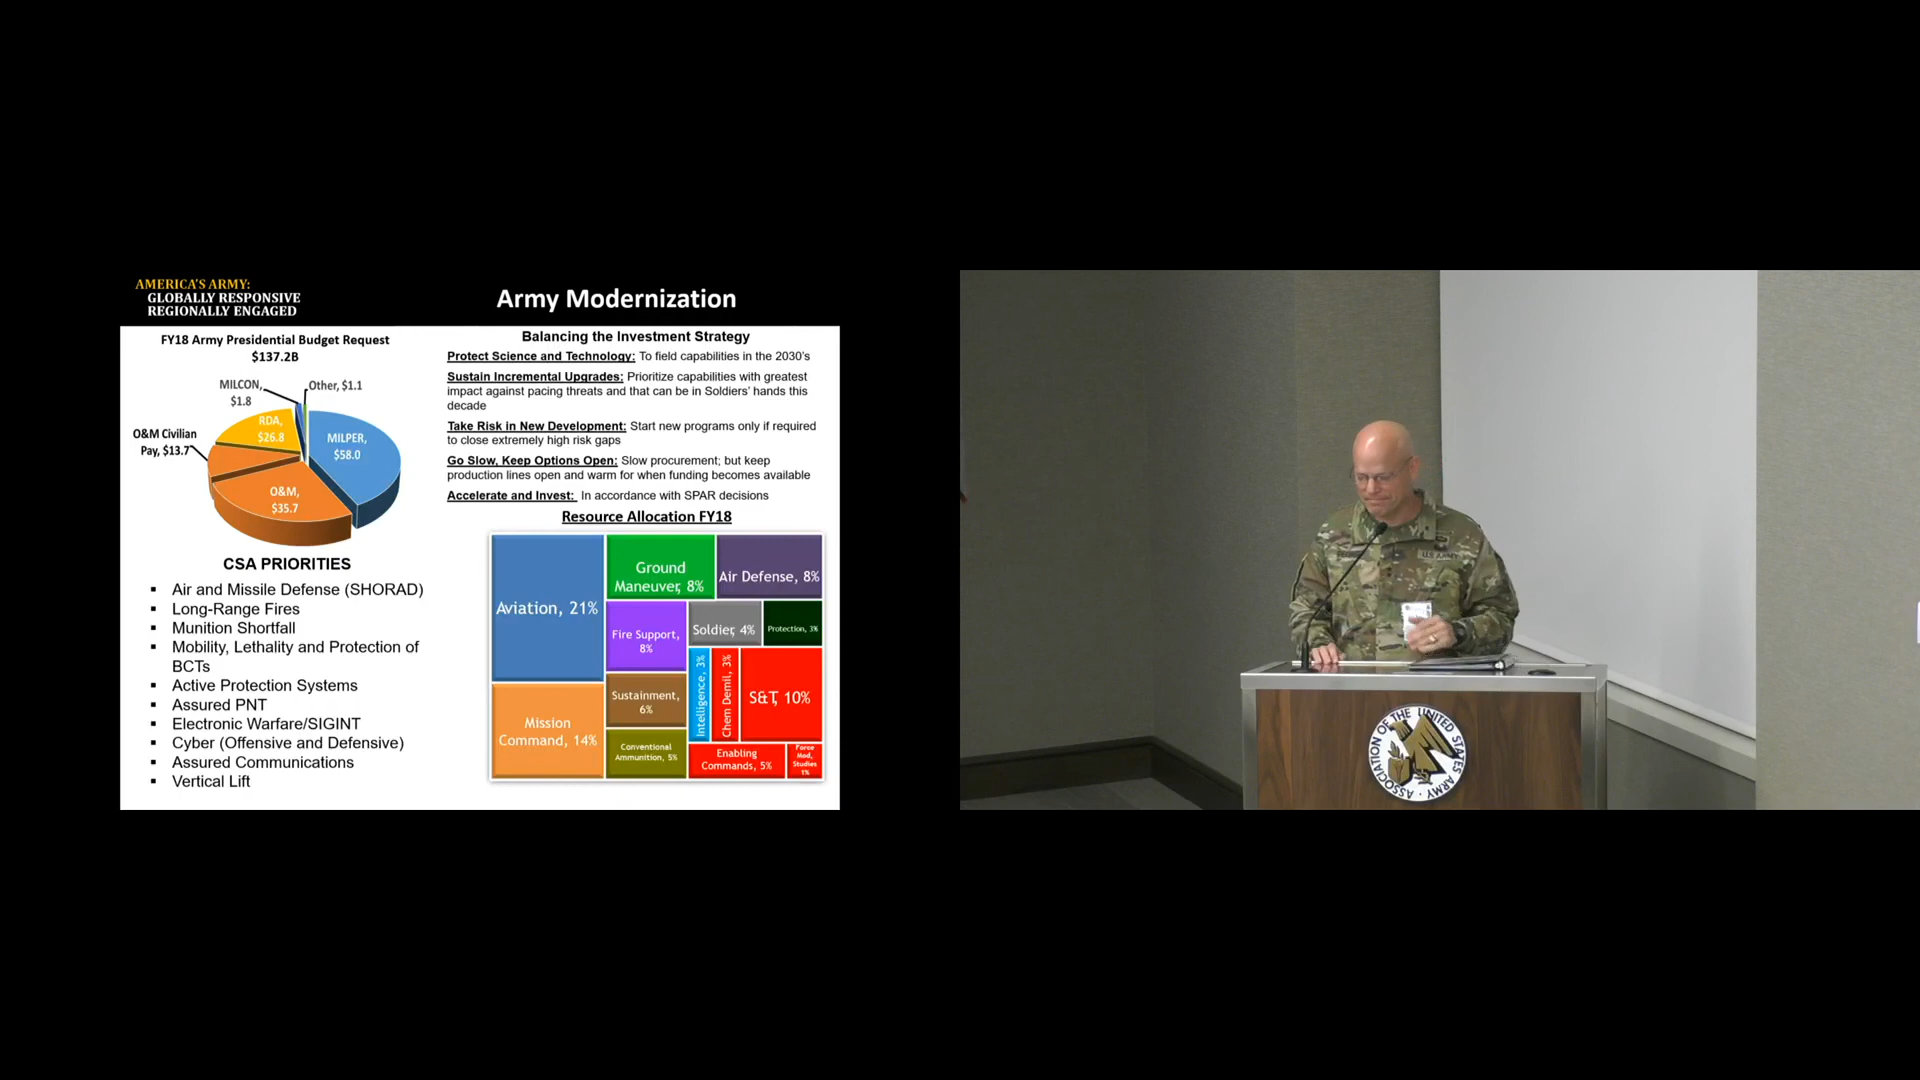 AMERICA'S ARMY:
GLOBALLY RESPONSIVE
REGIONALLY ENGAGED
Army Modernization
FY18 Army Presidential Budget Request
$137.2B
MILCON,
$1.8
Other, $1.1
RDA,
$26.8
O&M Civilian
Pay, $13.7
MILPER,
$58.0
O&M,
$35.7
CSA PRIORITIES
▪ Air and Missile Defense (SHORAD)
▪ Long-Range Fires
▪ Munition Shortfall
▪ Mobility, Lethality and Protection of
BCTs
▪ Active Protection Systems
▪ Assured PNT
▪ Electronic Warfare/SIGINT
▪ Cyber (Offensive and Defensive)
▪ Assured Communications
▪ Vertical Lift
Balancing the Investment Strategy
Protect Science and Technology: To field capabilities in the 2030's
Sustain Incremental Upgrades: Prioritize capabilities with greatest
impact against pacing threats and that can be in Soldiers' hands this
decade
Take Risk in New Development: Start new programs only if required
to close extremely high risk gaps
Go Slow, Keep Options Open: Slow procurement; but keep
production lines open and warm for when funding becomes available
Accelerate and Invest: In accordance with SPAR decisions
Resource Allocation FY18
Aviation, 21%
Ground
Maneuver, 8%
Air Defense, 8%
Fire Support,
8%
Soldier, 4%
Protection, 3%
Mission
Command, 14%
Sustainment,
6%
Intelligence, 3%
Chem Demil, 3%
S&T, 10%
Conventional
Ammunition, 5%
Enabling
Commands, 5%
Force
Mod,
Studies
1%
U.S. ARMY
ASSOCIATION OF THE UNITED STATES ARMY